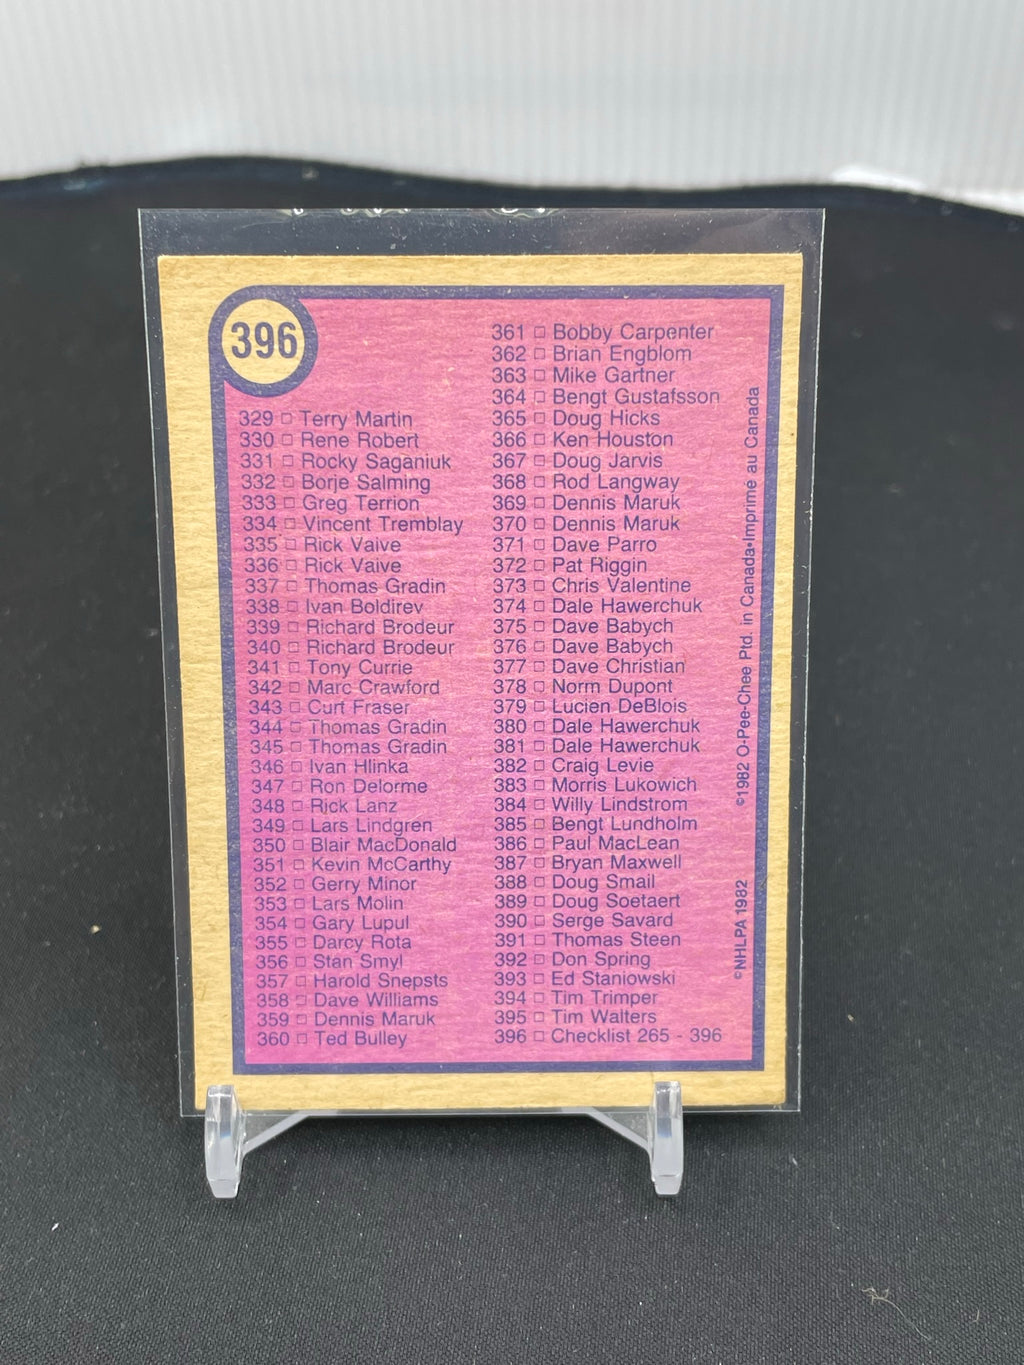 396
329 □ Terry Martin
330 □ Rene Robert
331 □ Rocky Saganiuk
332 □ Borje Salming
333 □ Greg Terrion
334 □ Vincent Tremblay
335 □ Rick Vaive
336 □ Rick Vaive
337 □ Thomas Gradin
338 □ Ivan Boldirev
339 □ Richard Brodeur
340 □ Richard Brodeur
341 □ Tony Currie
342 □ Marc Crawford
343 □ Curt Fraser
344 □ Thomas Gradin
345 □ Thomas Gradin
346 □ Ivan Hlinka
347 □ Ron Delorme
348 □ Rick Lanz
349 □ Lars Lindgren
350 □ Blair MacDonald
351 □ Kevin McCarthy
352 □ Gerry Minor
353 □ Lars Molin
354 □ Gary Lupul
355 □ Darcy Rota
356 □ Stan Smyl
357 □ Harold Snepsts
358 □ Dave Williams
359 □ Dennis Maruk
360 □ Ted Bulley
361 □ Bobby Carpenter
362 □ Brian Engblom
363 □ Mike Gartner
364 □ Bengt Gustafsson
365 □ Doug Hicks
366 □ Ken Houston
367 □ Doug Jarvis
368 □ Rod Langway
369 □ Dennis Maruk
370 □ Dennis Maruk
371 □ Dave Parro
372 □ Pat Riggin
373 □ Chris Valentine
374 □ Dale Hawerchuk
375 □ Dave Babych
376 □ Dave Babych
377 □ Dave Christian
378 □ Norm Dupont
379 □ Lucien DeBlois
380 □ Dale Hawerchuk
381 □ Dale Hawerchuk
382 □ Craig Levie
383 □ Morris Lukowich
384 □ Willy Lindstrom
385 □ Bengt Lundholm
386 □ Paul MacLean
387 □ Bryan Maxwell
388 □ Doug Smail
389 □ Doug Soetaert
390 □ Serge Savard
391 □ Thomas Steen
392 □ Don Spring
393 □ Ed Staniowski
394 □ Tim Trimper
395 □ Tim Walters
396 □ Checklist 265 - 396
©NHLPA 1982 ©1982 O-Pee-Chee Ptd. in Canada•Imprimé au Canada